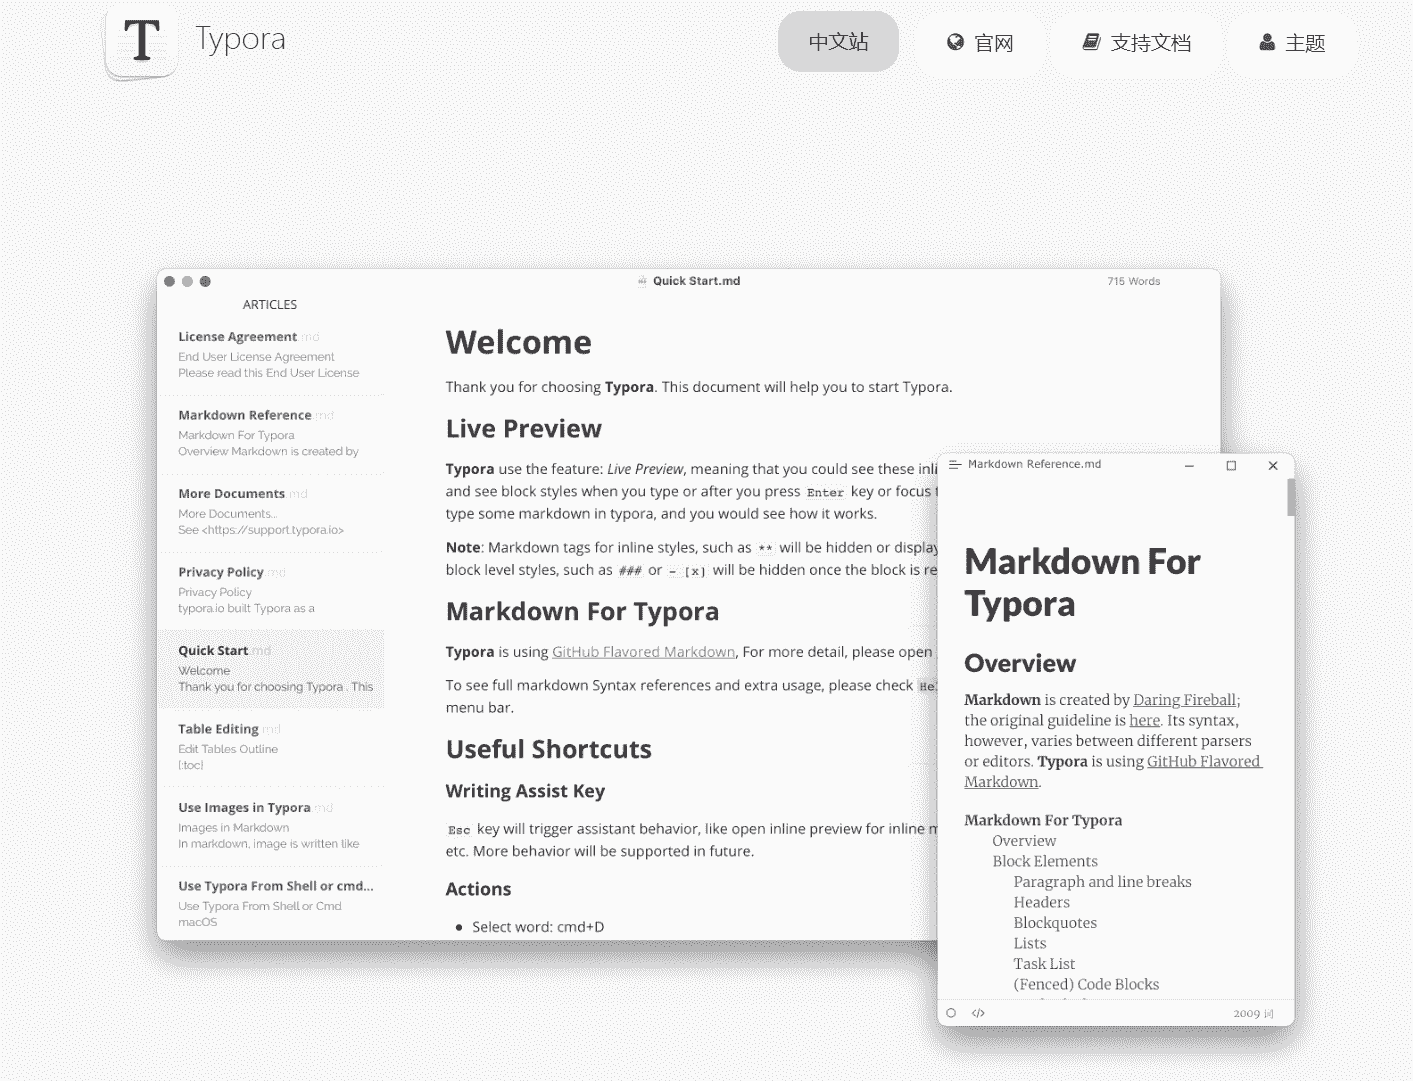 T Typora
中文站 官网 支持文档 主题
Quick Start.md
715 Words
ARTICLES
License Agreement .md
End User License Agreement
Please read this End User License
Markdown Reference .md
Markdown For Typora
Overview Markdown is created by
More Documents .md
More Documents...
See <https://support.typora.io>
Privacy Policy .md
Privacy Policy
typora.io built Typora as a
Quick Start .md
Welcome
Thank you for choosing Typora . This
Table Editing .md
Edit Tables Outline
[:toc]
Use Images in Typora .md
Images in Markdown
In markdown, image is written like
Use Typora From Shell or cmd...
Use Typora From Shell or Cmd
macOS
Welcome
Thank you for choosing Typora. This document will help you to start Typora.
Live Preview
Typora use the feature: Live Preview, meaning that you could see these inli
and see block styles when you type or after you press Enter key or focus
type some markdown in typora, and you would see how it works.
Note: Markdown tags for inline styles, such as ** will be hidden or display
block level styles, such as ### or - [x] will be hidden once the block is re
Markdown For Typora
Typora is using GitHub Flavored Markdown, For more detail, please open
To see full markdown Syntax references and extra usage, please check Hel
menu bar.
Useful Shortcuts
Writing Assist Key
Esc key will trigger assistant behavior, like open inline preview for inline m
etc. More behavior will be supported in future.
Actions
● Select word: cmd+D
Markdown Reference.md
Markdown For
Typora
Overview
Markdown is created by Daring Fireball;
the original guideline is here. Its syntax,
however, varies between different parsers
or editors. Typora is using GitHub Flavored
Markdown.
Markdown For Typora
Overview
Block Elements
Paragraph and line breaks
Headers
Blockquotes
Lists
Task List
(Fenced) Code Blocks
</> 2009 词